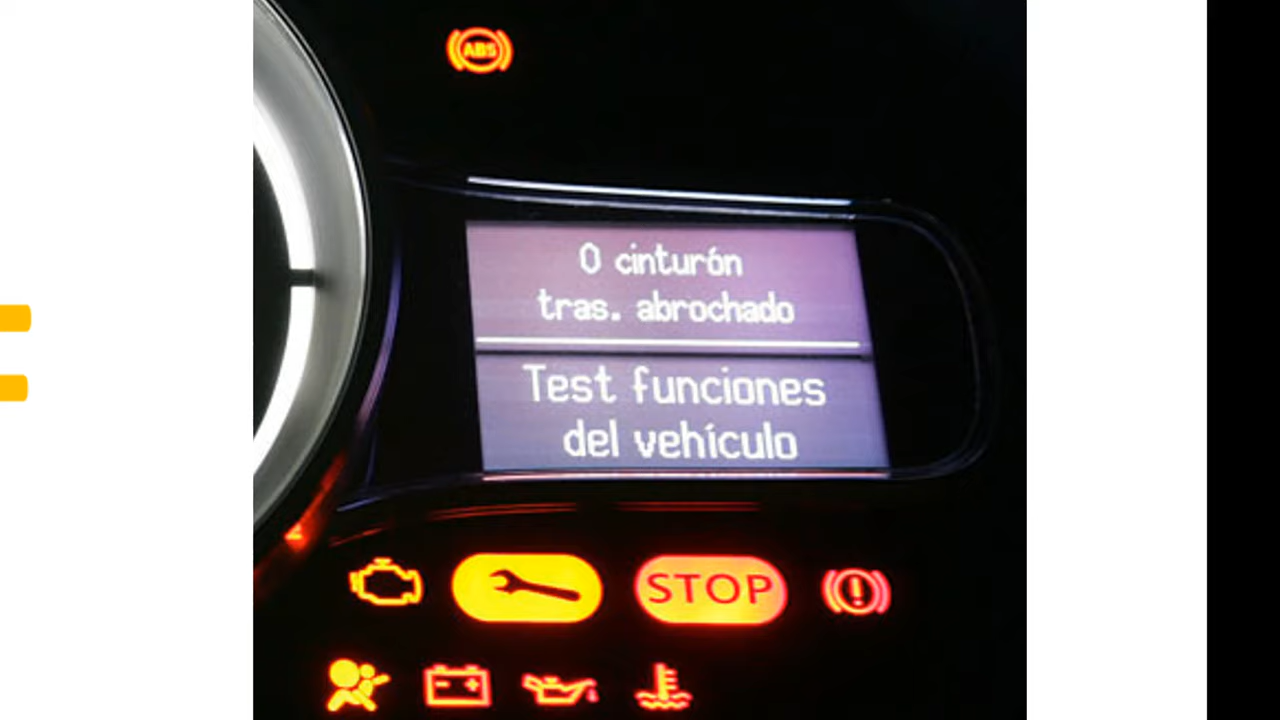 ABS
0 cinturón
tras. abrochado
Test funciones
del vehículo
STOP